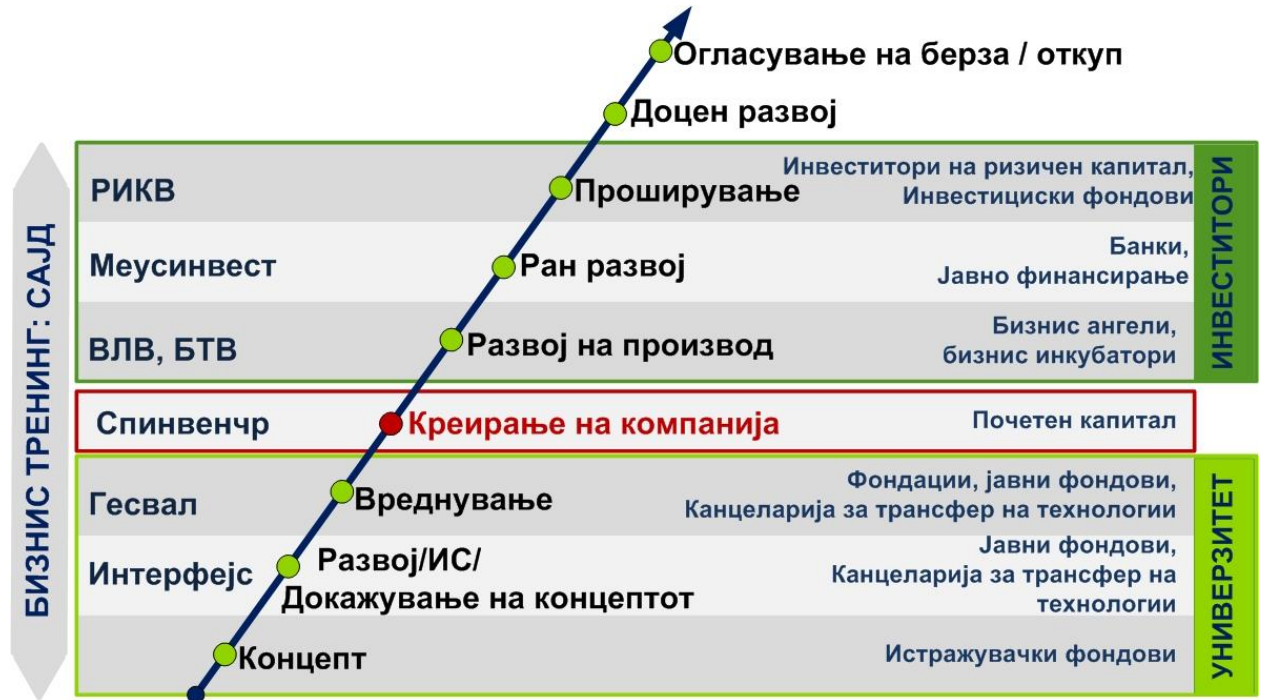 Огласување на берза / откуп
Доцен развој
РИКВ
Проширување
Инвеститори на ризичен капитал,
Инвестициски фондови
Меусинвест
Ран развој
Банки,
Јавно финансирање
ВЛВ, БТВ
Развој на производ
Бизнис ангели,
бизнис инкубатори
ИНВЕСТИТОРИ
Спинвенчр
Креирање на компанија
Почетен капитал
Гесвал
Вреднување
Фондации, јавни фондови,
Канцеларија за трансфер на технологии
Интерфејс
Развој/ИС/
Докажување на концептот
Јавни фондови,
Канцеларија за трансфер на
технологии
Концепт
Истражувачки фондови
УНИВЕРЗИТЕТ
БИЗНИС ТРЕНИНГ: САЈД